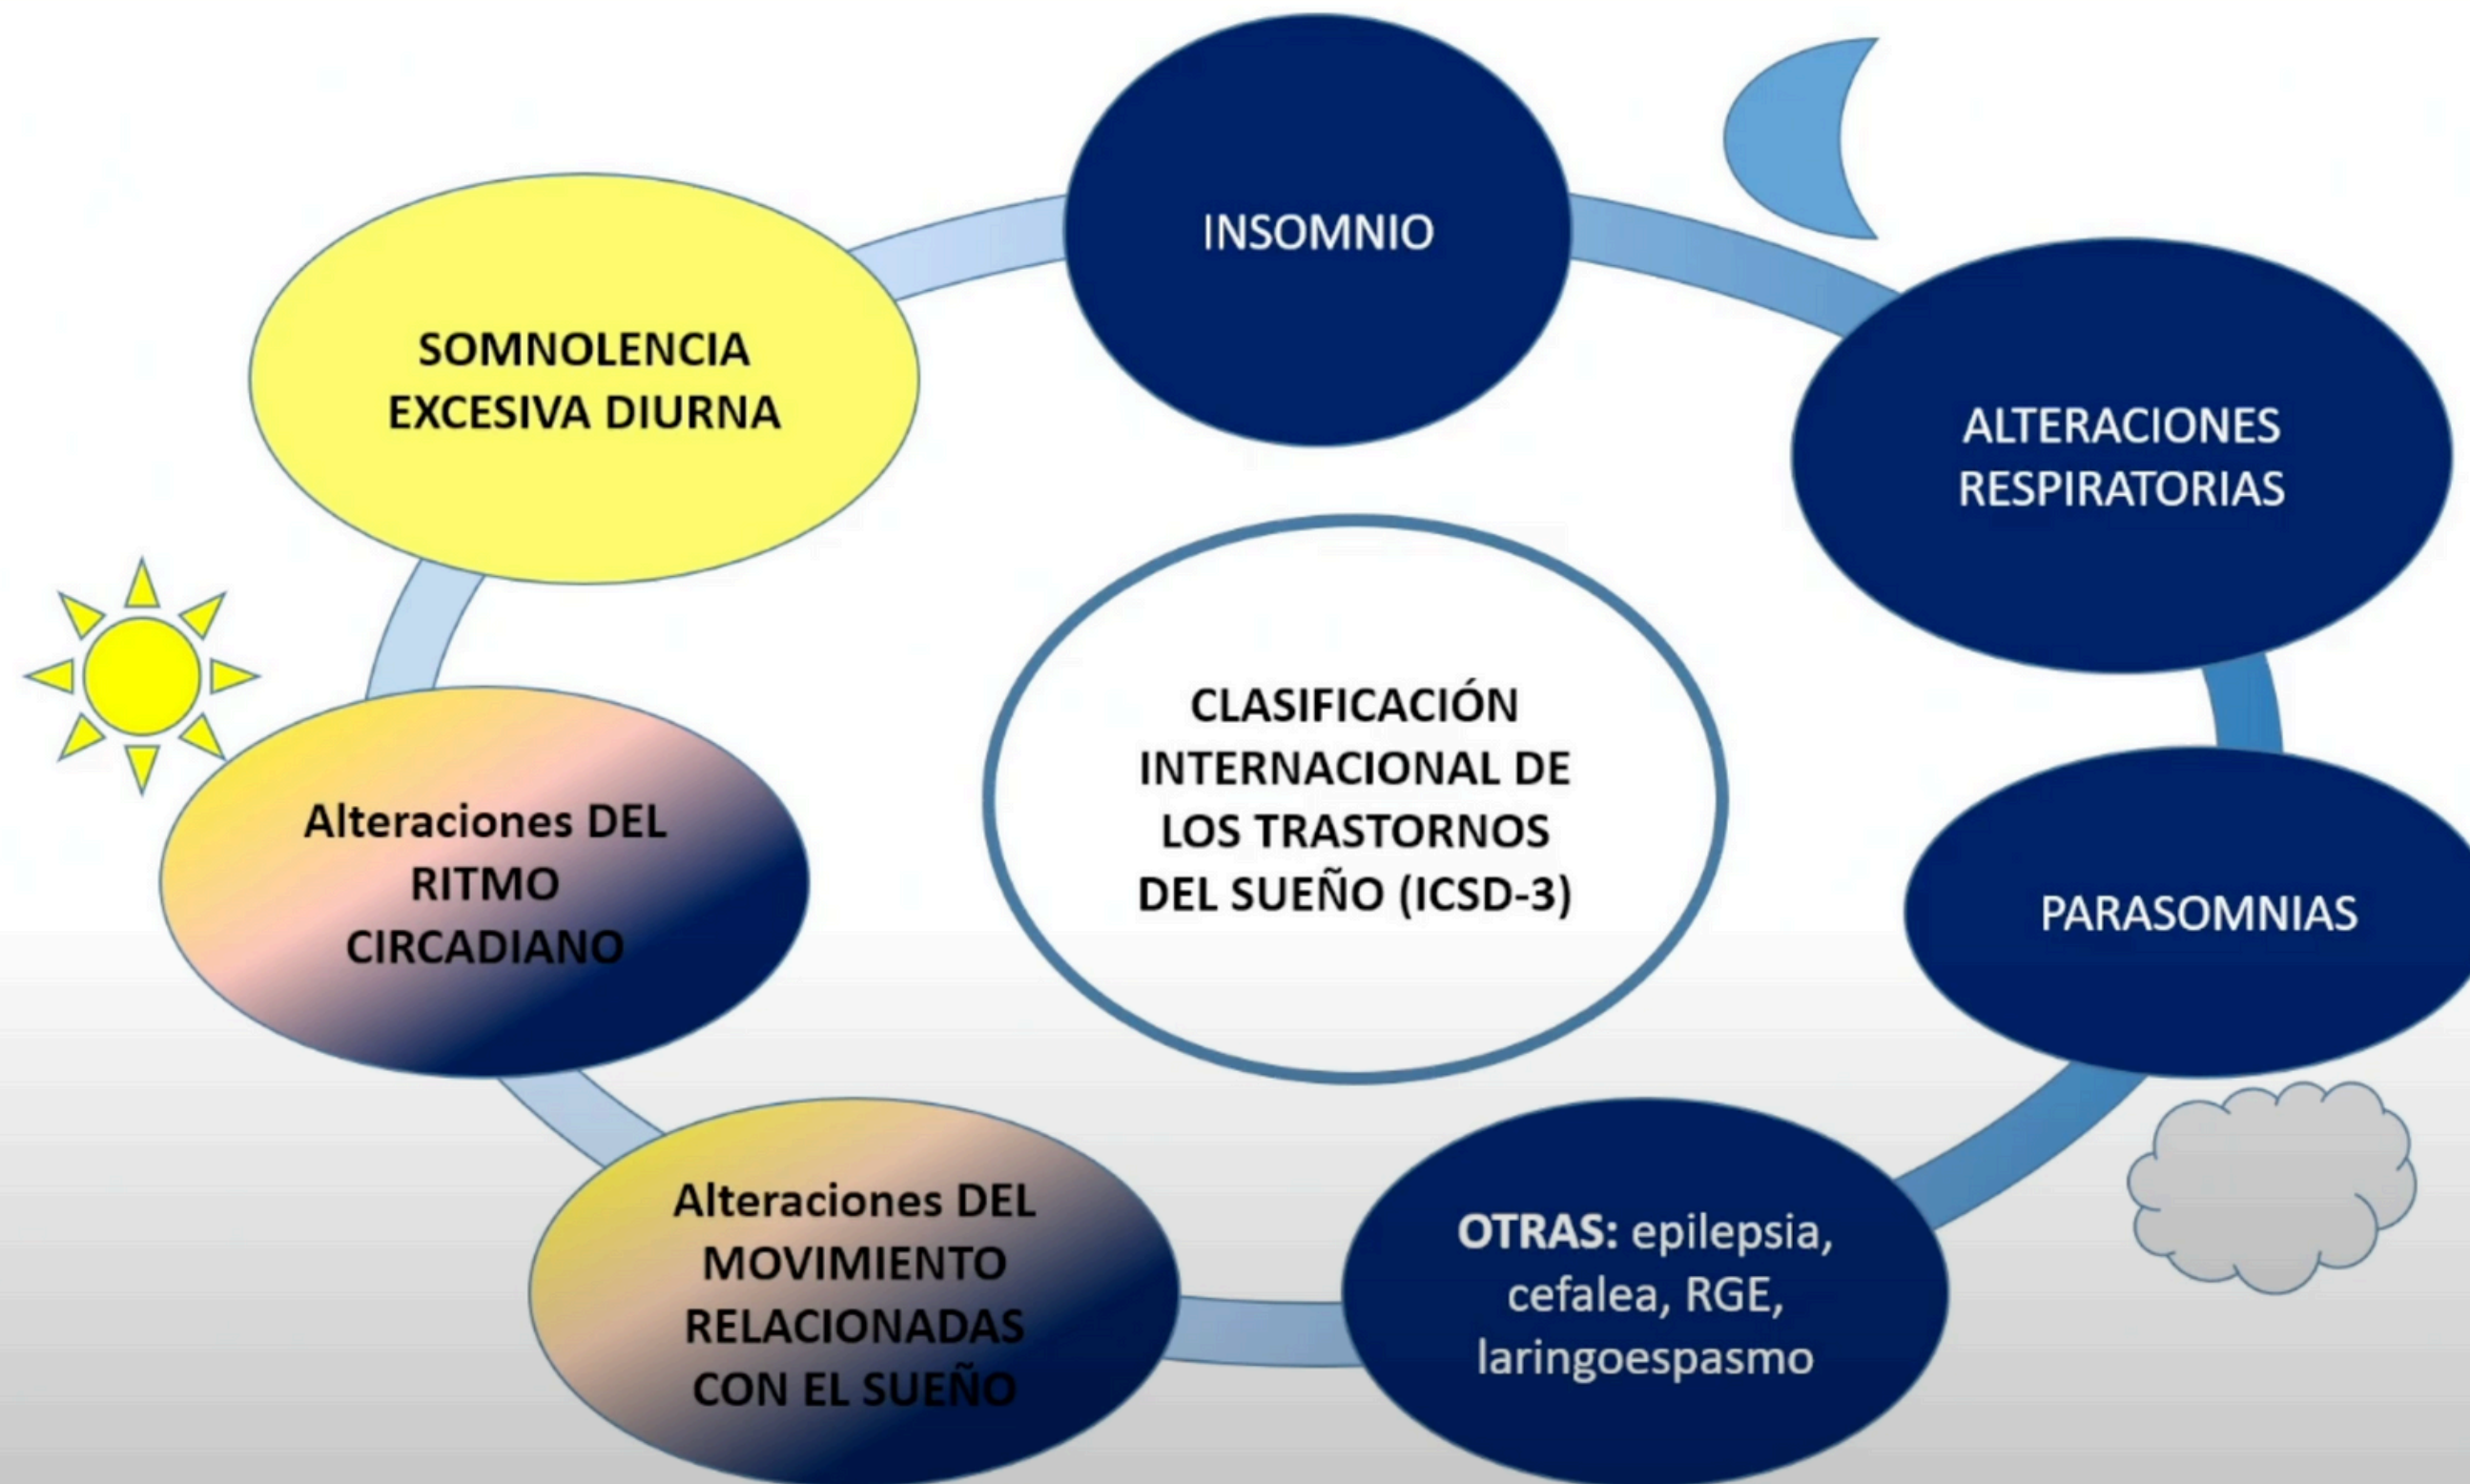 INSOMNIO
SOMNOLENCIA
EXCESIVA DIURNA
ALTERACIONES
RESPIRATORIAS
CLASIFICACIÓN
INTERNACIONAL DE
LOS TRASTORNOS
DEL SUEÑO (ICSD-3)
Alteraciones DEL
RITMO
CIRCADIANO
PARASOMNIAS
Alteraciones DEL
MOVIMIENTO
RELACIONADAS
CON EL SUEÑO
OTRAS: epilepsia,
cefalea, RGE,
laringoespasmo